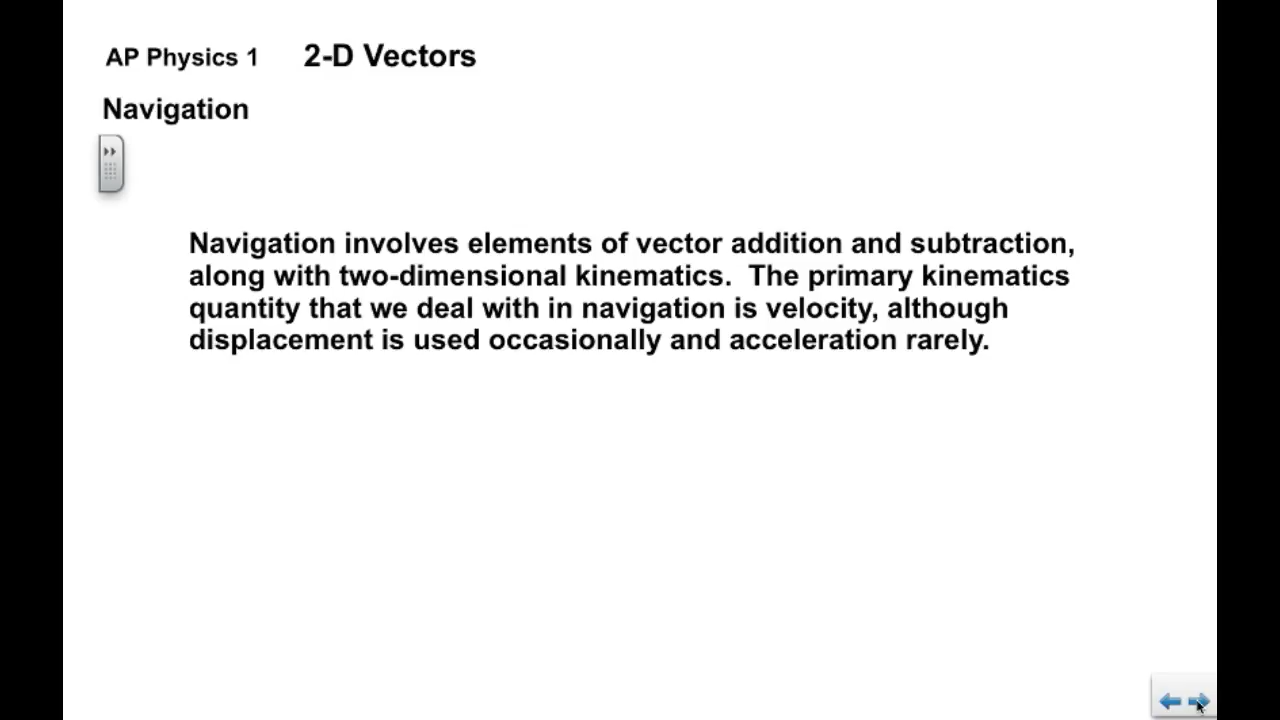 AP Physics 1 2-D Vectors
Navigation
Navigation involves elements of vector addition and subtraction,
along with two-dimensional kinematics. The primary kinematics
quantity that we deal with in navigation is velocity, although
displacement is used occasionally and acceleration rarely.